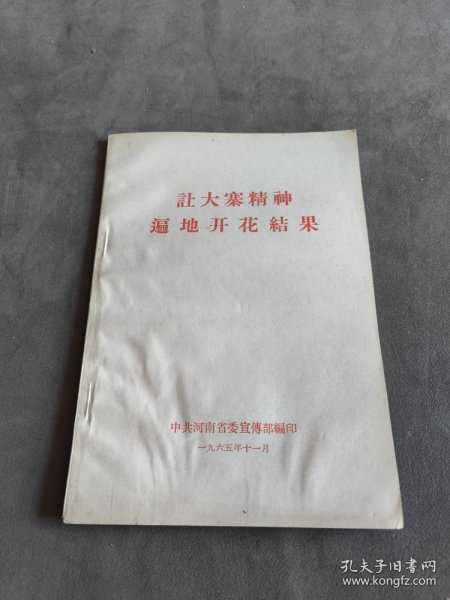 訁上大寨精神
遍地开花結果
中共河南省委宣傳部編印
一九六五年十一月
孔夫子旧书网
www.kongfz.com